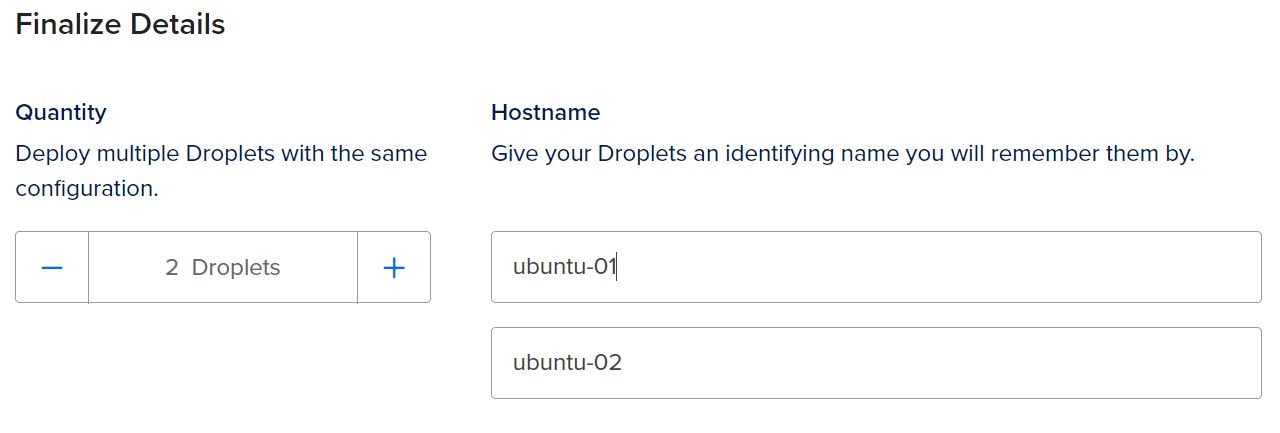 Finalize Details
Quantity
Deploy multiple Droplets with the same
configuration.
2 Droplets
Hostname
Give your Droplets an identifying name you will remember them by.
ubuntu-01
ubuntu-02